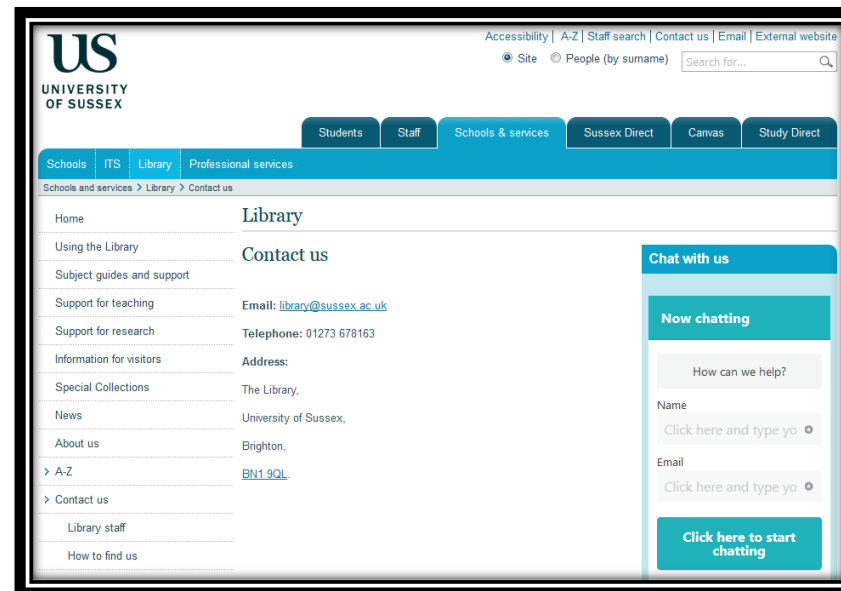 Accessibility | A-Z | Staff search | Contact us | Email | External website
Site People (by surname) Search for...
US
UNIVERSITY
OF SUSSEX
Students Staff Schools & services Sussex Direct Canvas Study Direct
Schools ITS Library Professional services
Schools and services > Library > Contact us
Home
Using the Library
Subject guides and support
Support for teaching
Support for research
Information for visitors
Special Collections
News
About us
> A-Z
> Contact us
Library staff
How to find us
Library
Contact us
Email: library@sussex.ac.uk
Telephone: 01273 678163
Address:
The Library,
University of Sussex,
Brighton,
BN1 9QL.
Chat with us
Now chatting
How can we help?
Name
Click here and type yo
Email
Click here and type yo
Click here to start
chatting